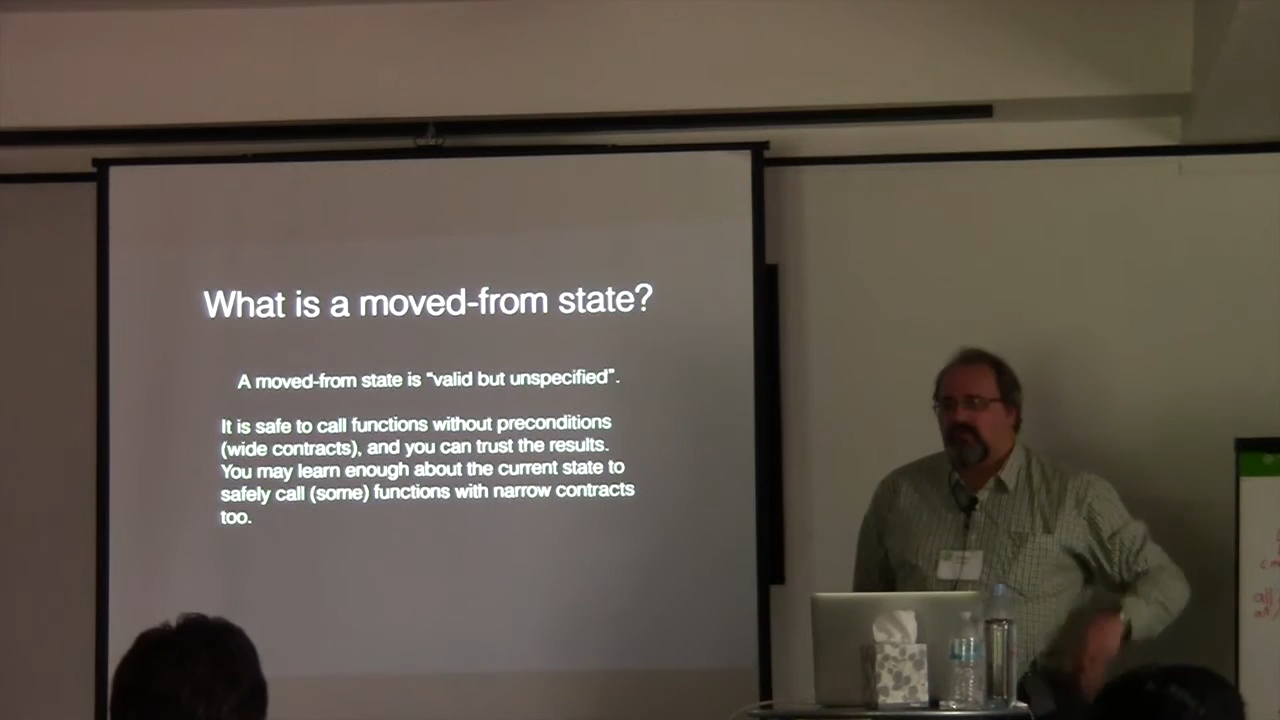 What is a moved-from state?
A moved-from state is “valid but unspecified”.
It is safe to call functions without preconditions
(wide contracts), and you can trust the results.
You may learn enough about the current state to
safely call (some) functions with narrow contracts
too.